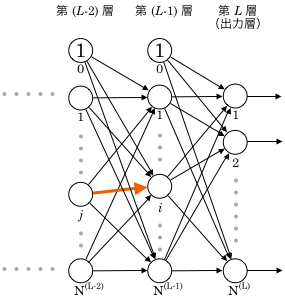 第 (L-2) 層 第 (L-1) 層 第 L 層
(出力層)
1 1
0 0
1 1 1
2
j i
N(L-2) N(L-1) N(L)